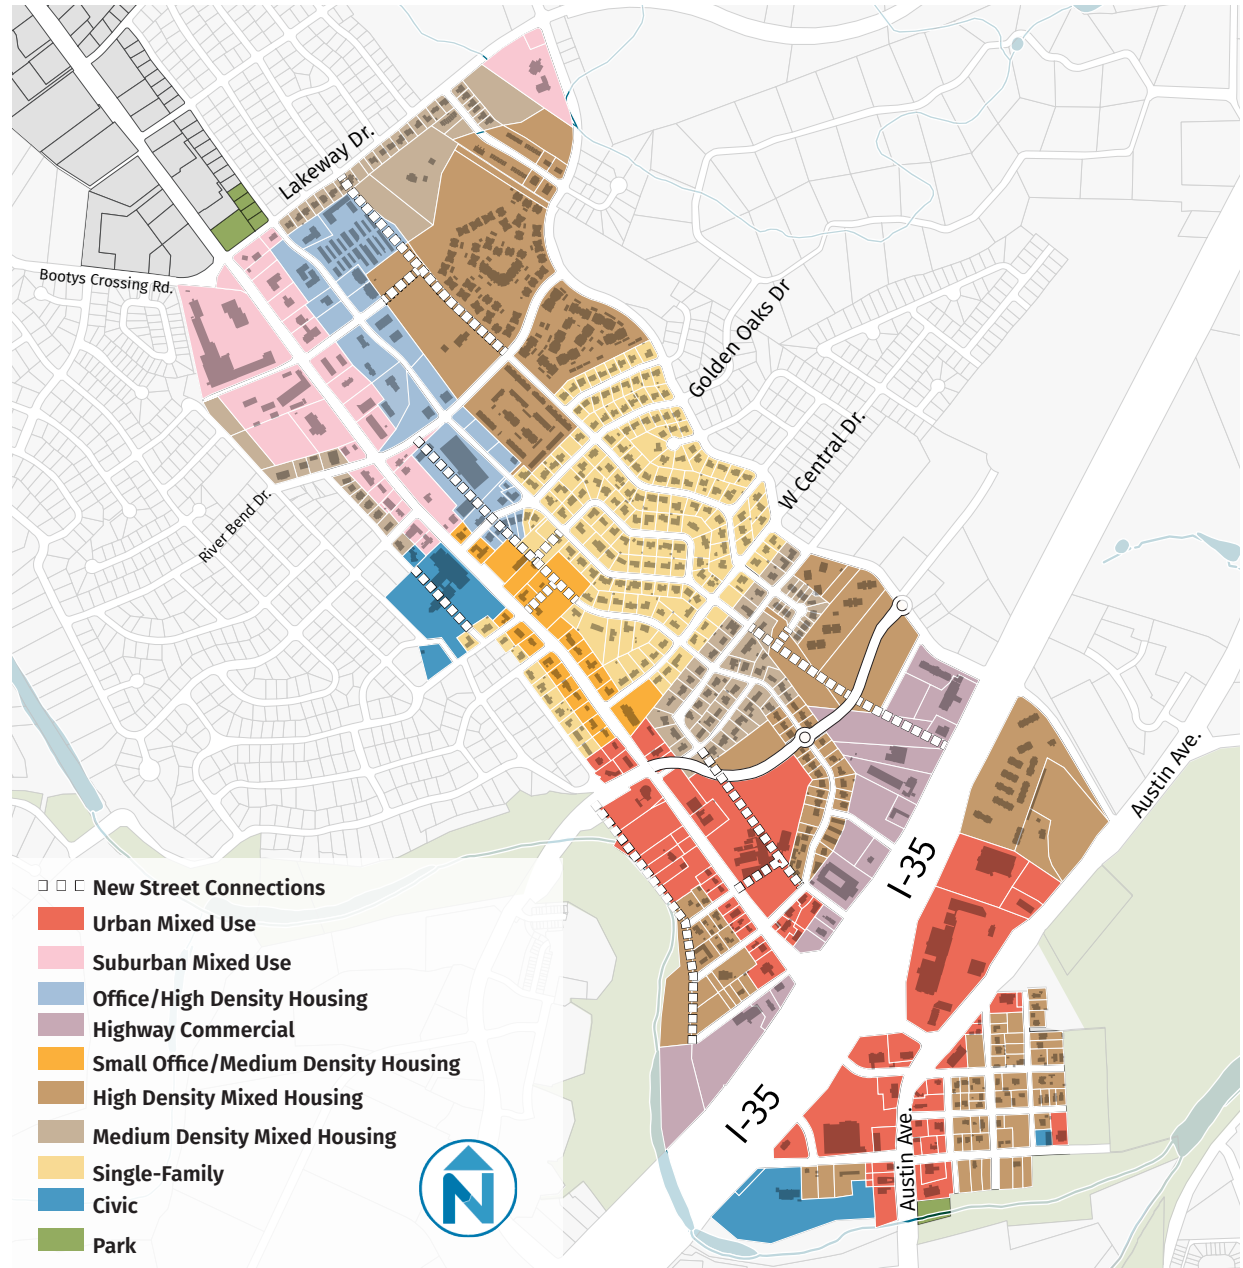 Lakeway Dr.
Bootys Crossing Rd.
Golden Oaks Dr
W Central Dr.
River Bend Dr.
Austin Ave.
I-35
New Street Connections
Urban Mixed Use
Suburban Mixed Use
Office/High Density Housing
Highway Commercial
Small Office/Medium Density Housing
High Density Mixed Housing
Medium Density Mixed Housing
Single-Family
Civic
Park
N
I-35
Austin Ave.